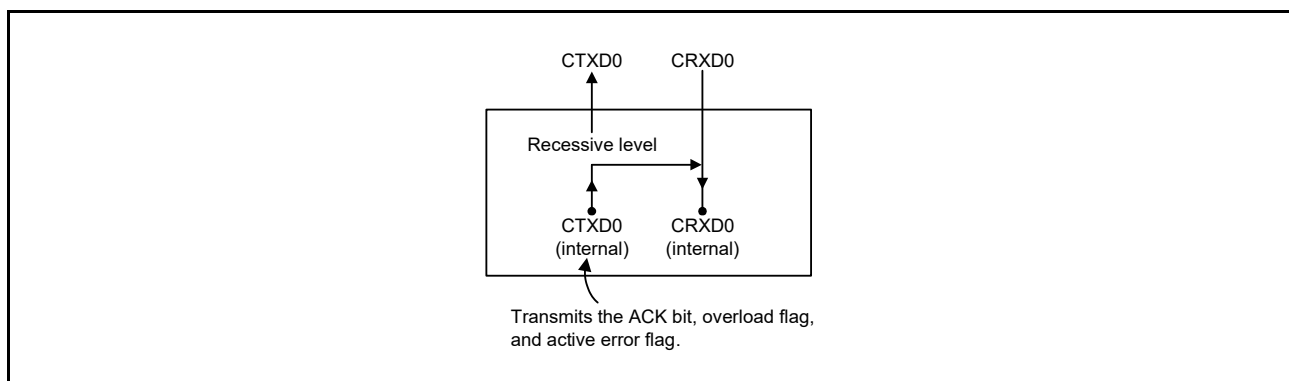 CTXD0 CRXD0
Recessive level
CTXD0 CRXD0
(internal) (internal)
Transmits the ACK bit, overload flag,
and active error flag.